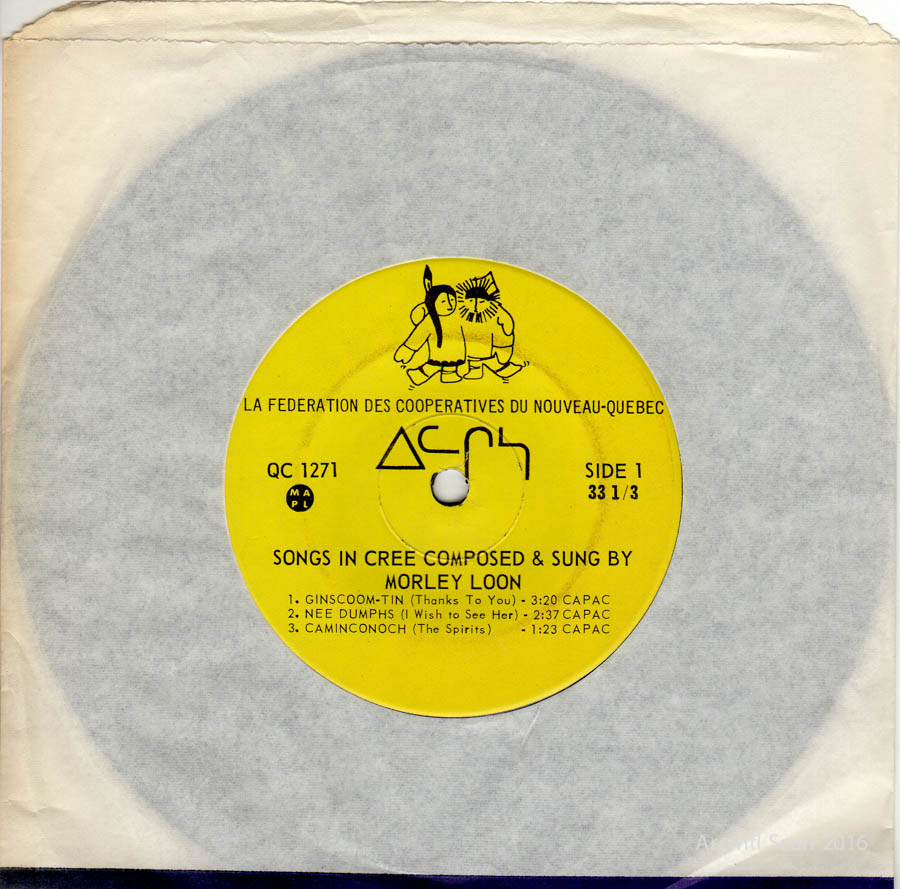 LA FEDERATION DES COOPERATIVES DU NOUVEAU-QUEBEC
QC 1271
MA
PL
SIDE 1
33 1/3
SONGS IN CREE COMPOSED & SUNG BY
MORLEY LOON
1. GINSCOOM-TIN (Thanks To You) - 3:20 CAPAC
2. NEE DUMPHS (I Wish to See Her) - 2:37 CAPAC
3. CAMINCONOCH (The Spirits) - 1:23 CAPAC
2016